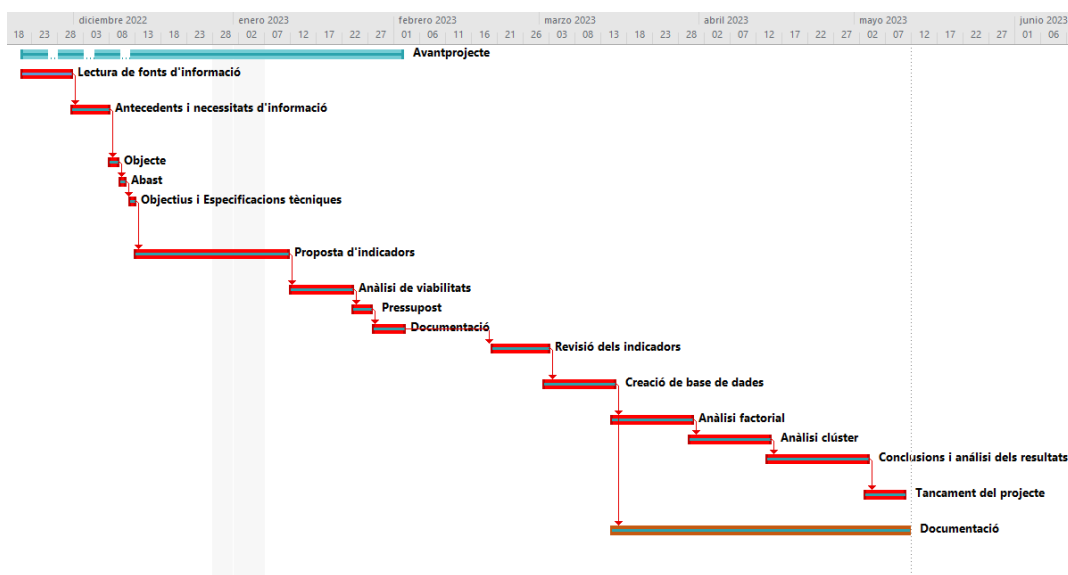 diciembre 2022 enero 2023 febrero 2023 marzo 2023 abril 2023 mayo 2023 junio 2023
18 23 28 03 08 13 18 23 28 02 07 12 17 22 27 01 06 11 16 21 26 03 08 13 18 23 28 02 07 12 17 22 27 02 07 12 17 22 27 01 06
Avantprojecte
Lectura de fonts d'informació
Antecedents i necessitats d'informació
Objecte
Abast
Objectius i Especificacions tècniques
Proposta d'indicadors
Anàlisi de viabilitats
Pressupost
Documentació
Revisió dels indicadors
Creació de base de dades
Anàlisi factorial
Anàlisi clúster
Conclusions i análisi dels resultats
Tancament del projecte
Documentació